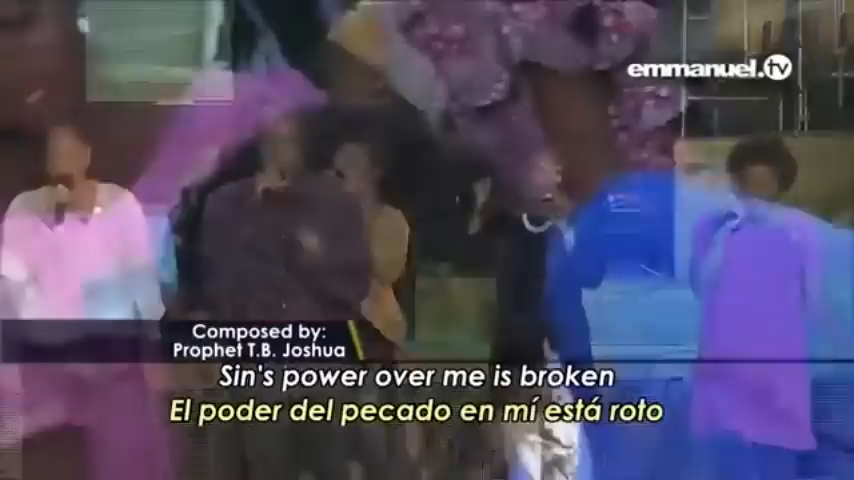 emmanuel.tv
Composed by:
Prophet T.B. Joshua
Sin's power over me is broken
El poder del pecado en mí está roto